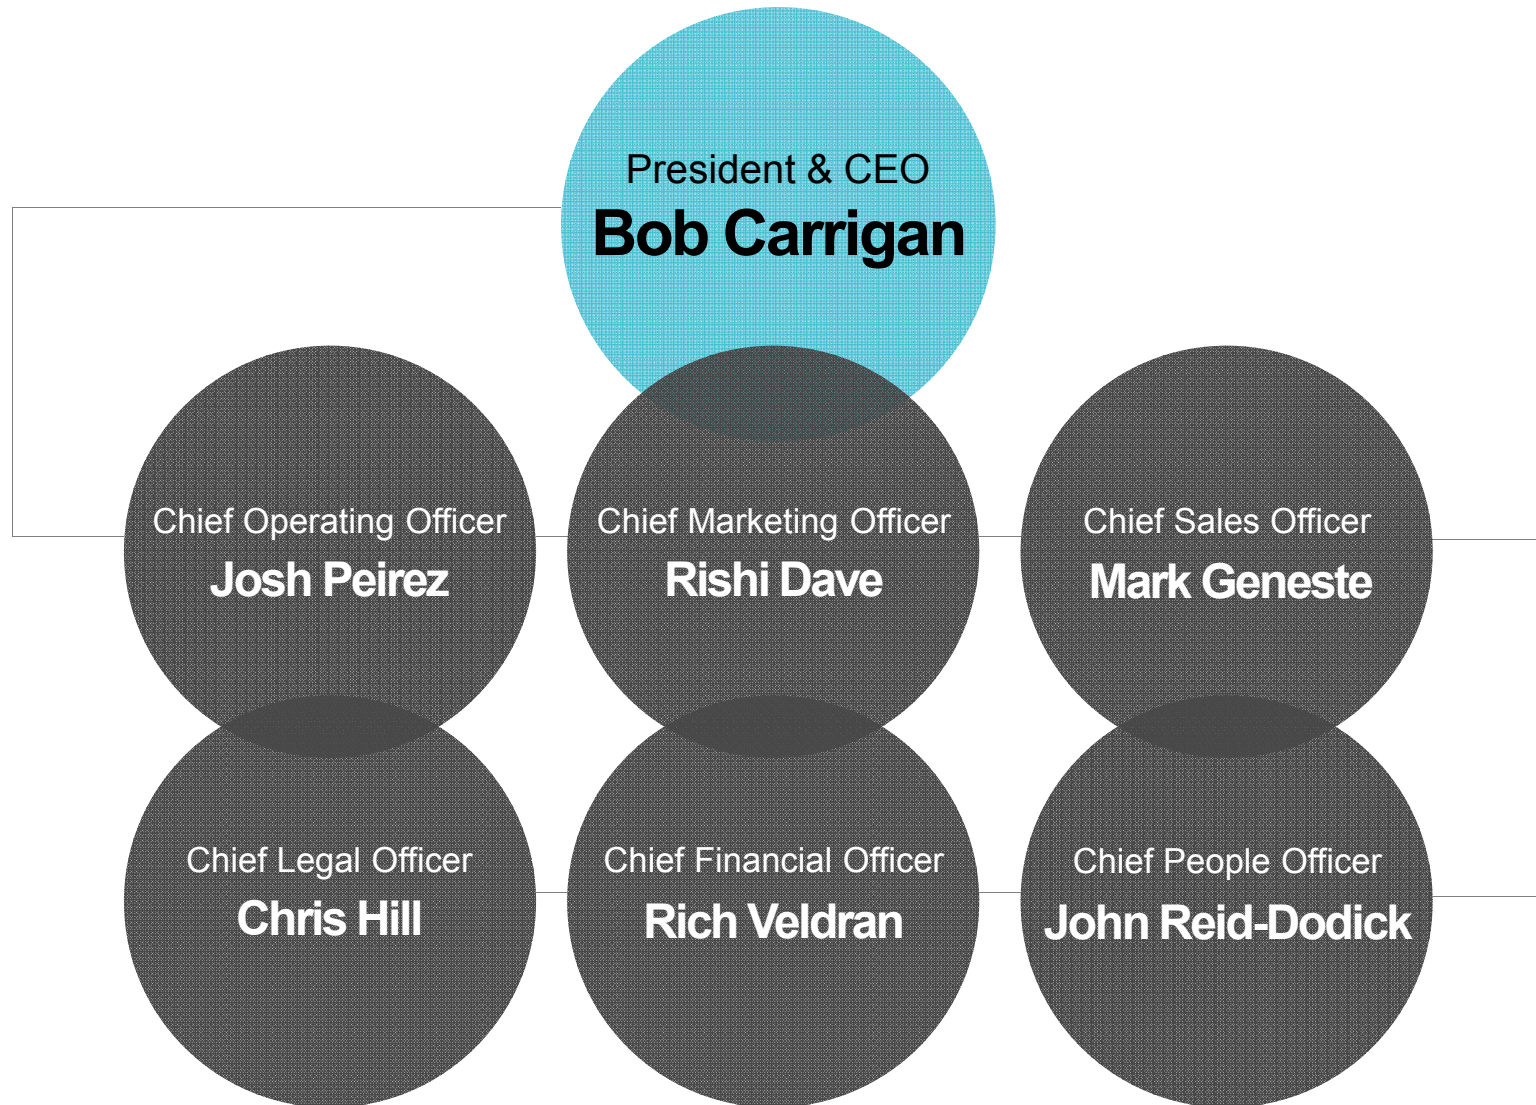 President & CEO
Bob Carrigan
Chief Operating Officer
Josh Peirez
Chief Marketing Officer
Rishi Dave
Chief Sales Officer
Mark Geneste
Chief Legal Officer
Chris Hill
Chief Financial Officer
Rich Veldran
Chief People Officer
John Reid-Dodick